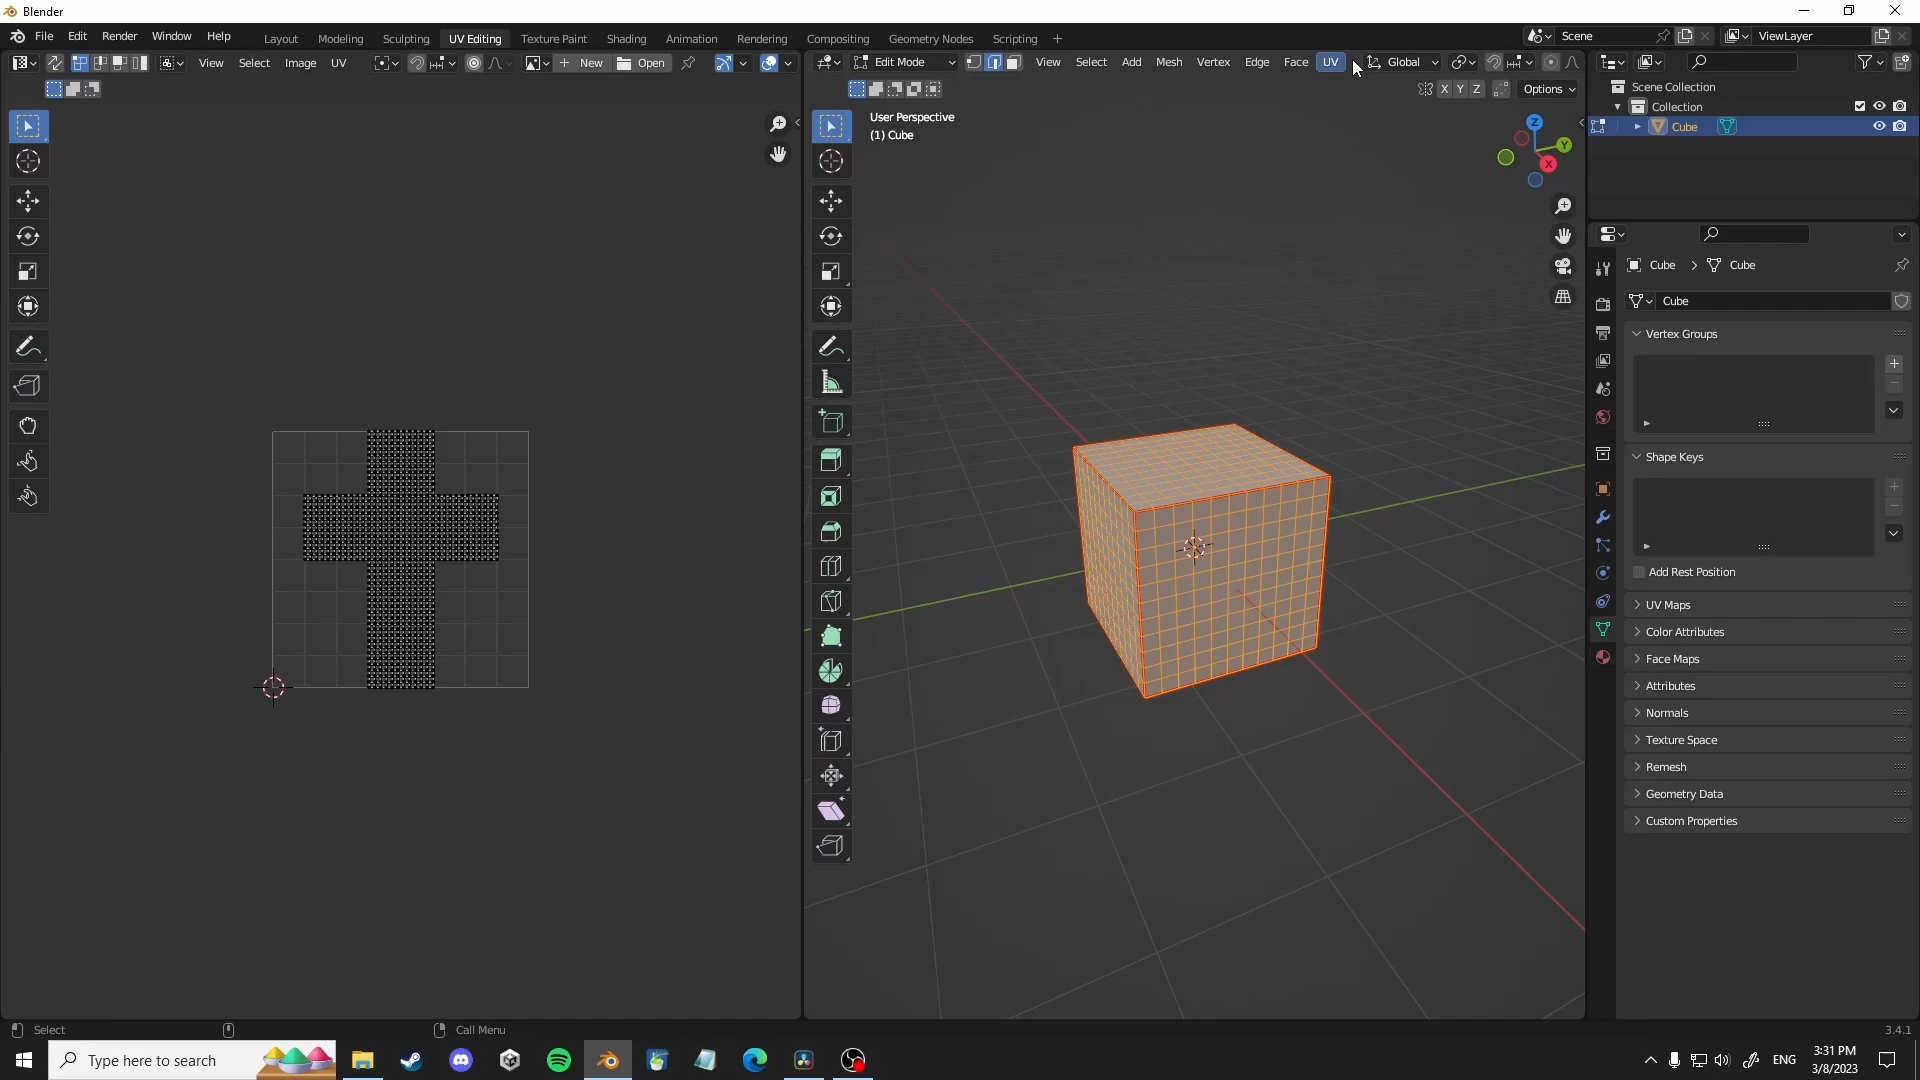 Blender
File Edit Render Window Help Layout Modeling Sculpting UV Editing Texture Paint Shading Animation Rendering Compositing Geometry Nodes Scripting + Scene ViewLayer
View Select Image UV New Open
Edit Mode View Select Add Mesh Vertex Edge Face UV Global
X Y Z Options
User Perspective
(1) Cube
Z
Y
X
Scene Collection
Collection
Cube
Cube > Cube
Cube
Vertex Groups
Shape Keys
Add Rest Position
UV Maps
Color Attributes
Face Maps
Attributes
Normals
Texture Space
Remesh
Geometry Data
Custom Properties
Select Call Menu 3.4.1
Type here to search ENG
3:31 PM
3/8/2023